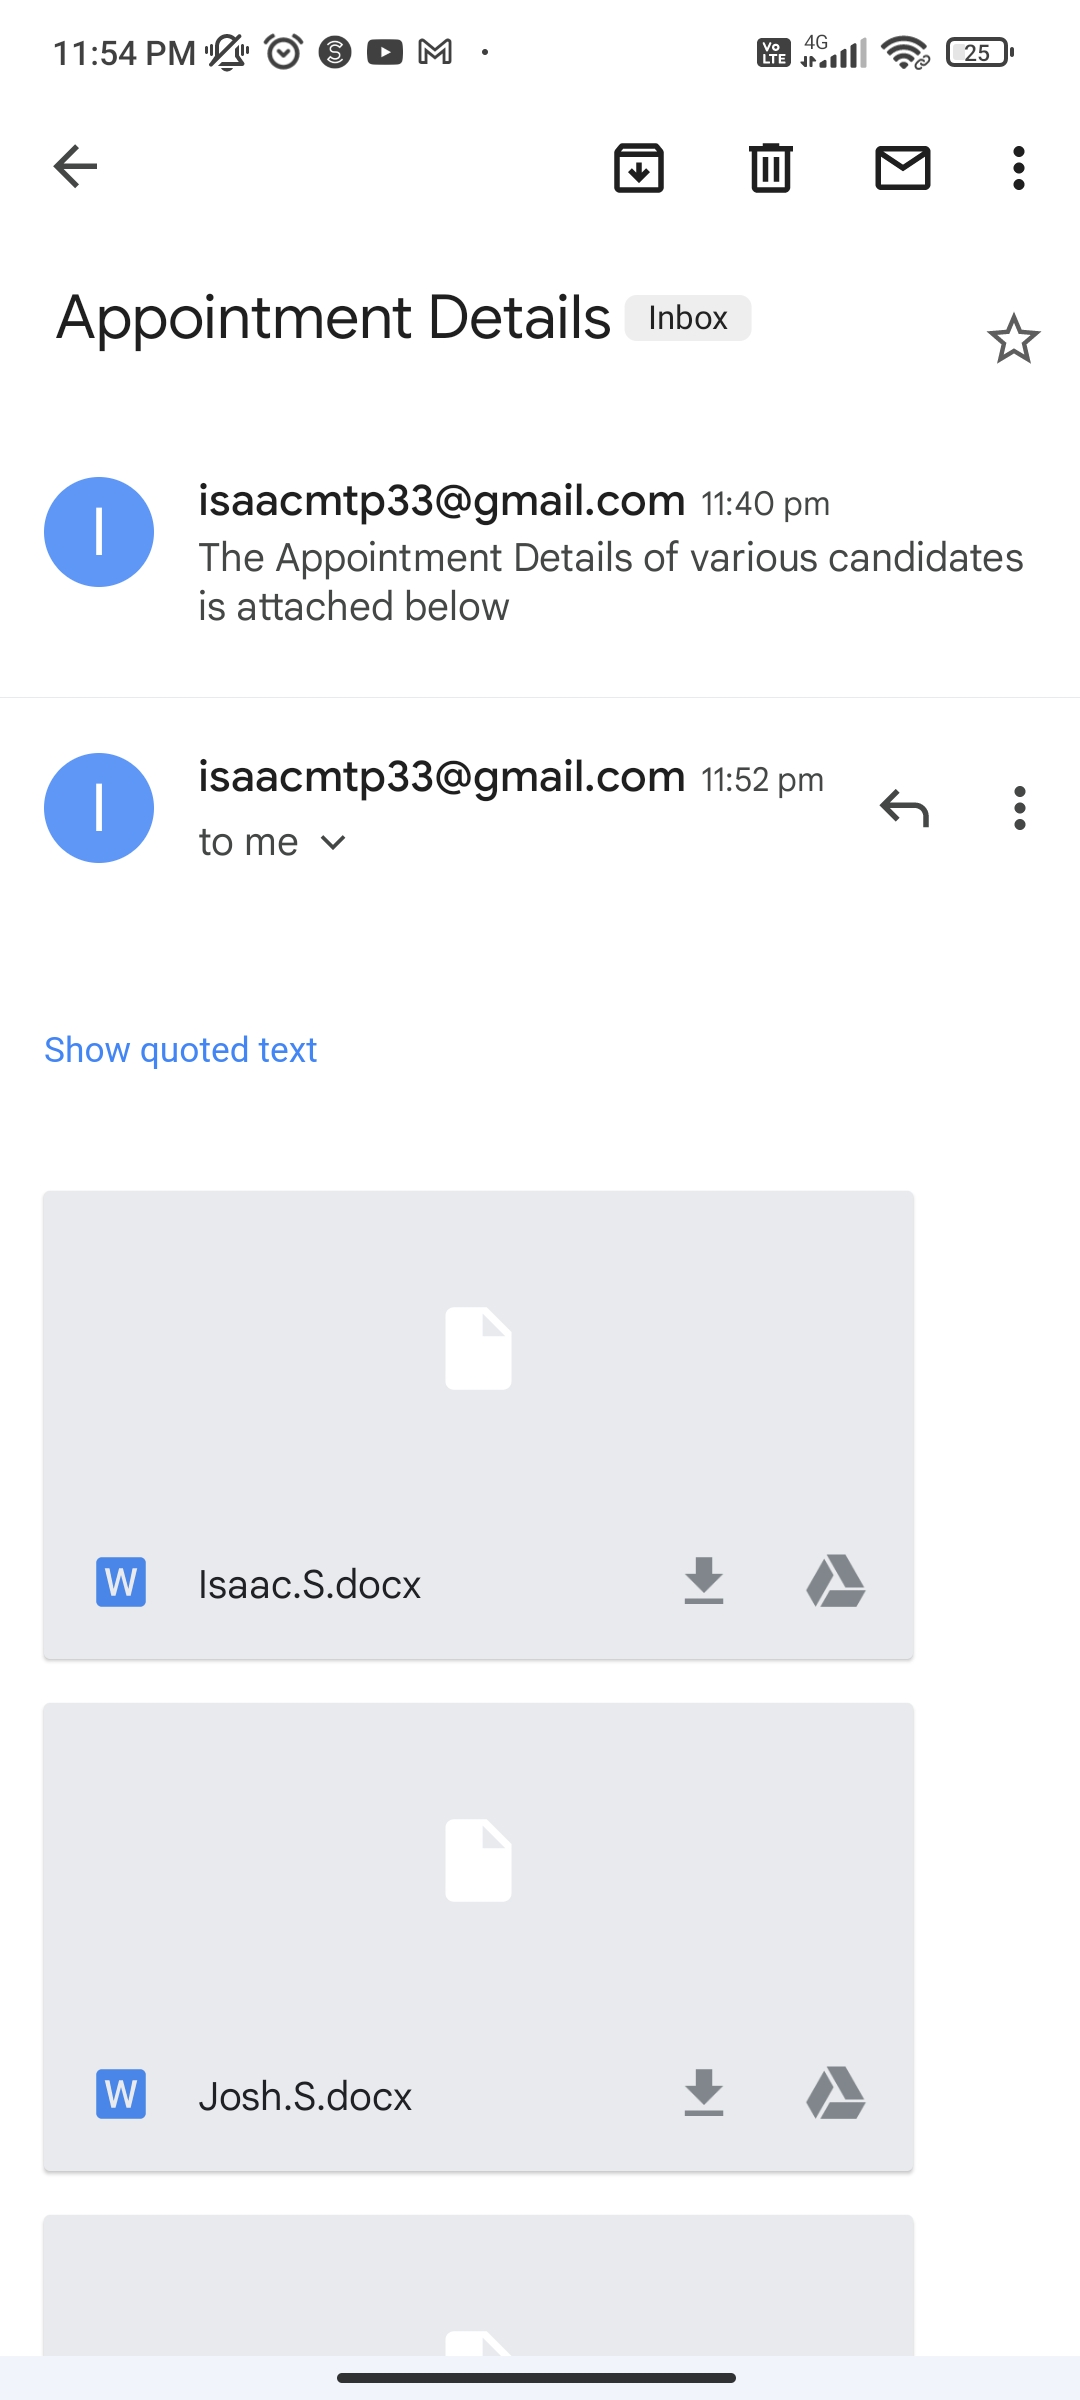 11:54 PM
Vo LTE 4G 25
Appointment Details Inbox
I
isaacmtp33@gmail.com 11:40 pm
The Appointment Details of various candidates
is attached below
I
isaacmtp33@gmail.com 11:52 pm
to me
Show quoted text
W Isaac.S.docx
W Josh.S.docx